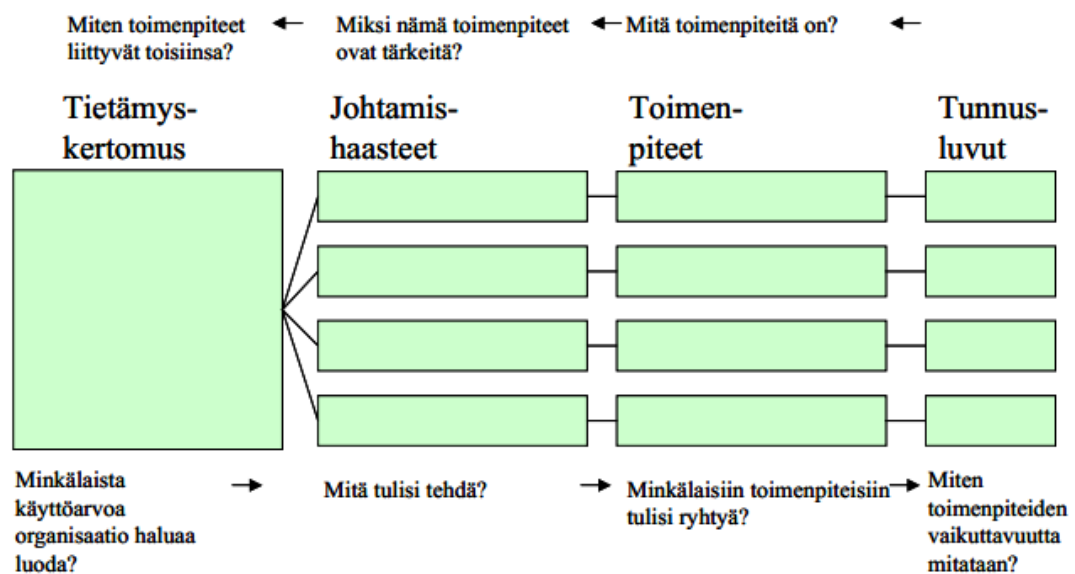 Miten toimenpiteet
liittyvät toisiinsa?
Miksi nämä toimenpiteet
ovat tärkeitä?
Mitä toimenpiteitä on?
Tietämys-
kertomus
Johtamis-
haasteet
Toimen-
piteet
Tunnus-
luvut
Minkälaista
käyttöarvoa
organisaatio haluaa
luoda?
Mitä tulisi tehdä?
Minkälaisiin toimenpiteisiin
tulisi ryhtyä?
Miten
toimenpiteiden
vaikuttavuutta
mitataan?